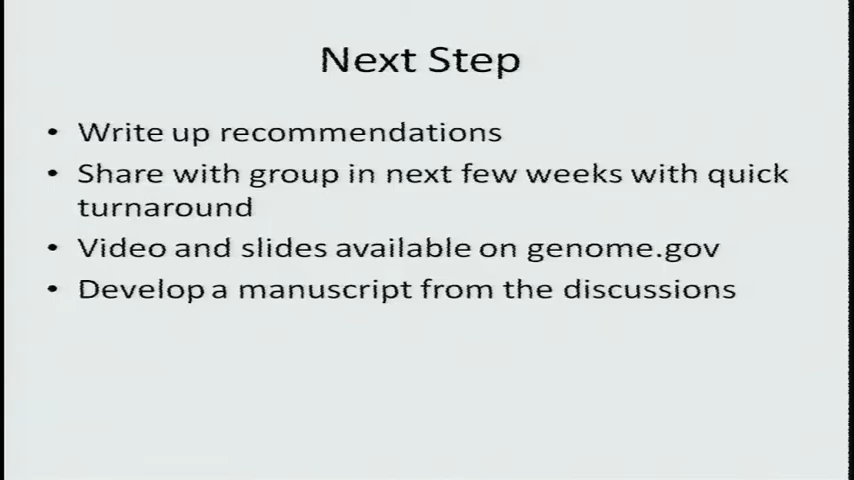 Next Step
• Write up recommendations
• Share with group in next few weeks with quick
turnaround
• Video and slides available on genome.gov
• Develop a manuscript from the discussions